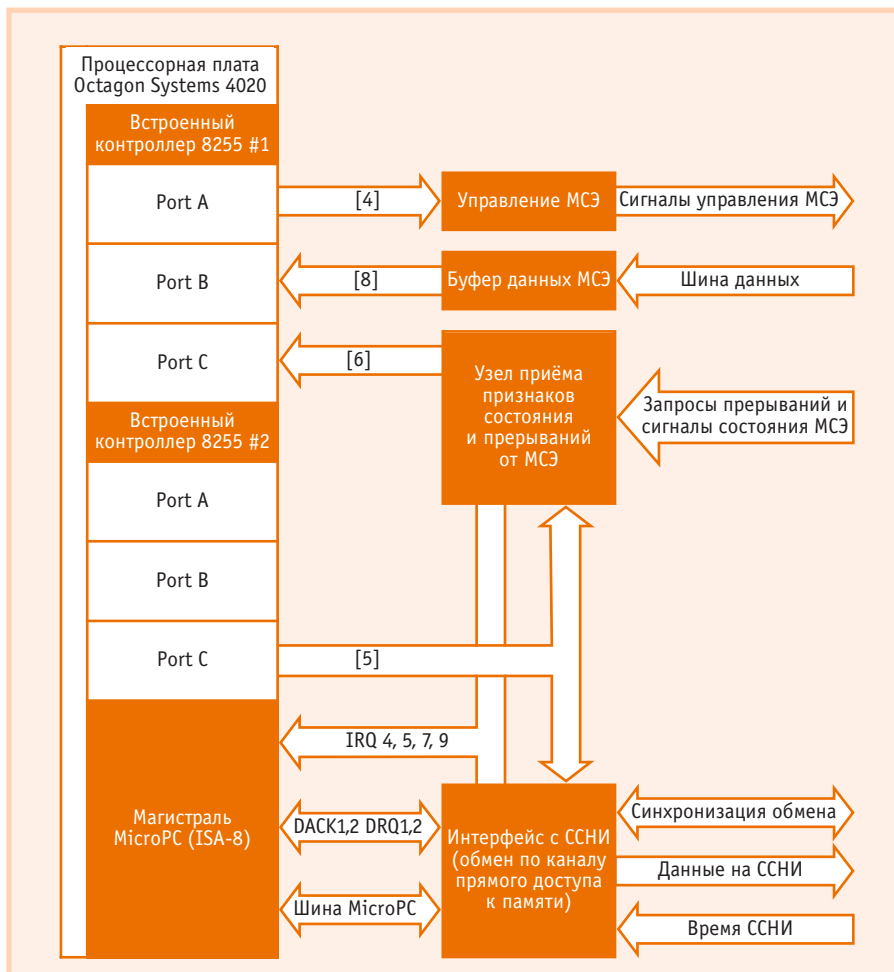 Процессорная плата
Octagon Systems 4020
Встроенный
контроллер 8255 #1
Port A
[4]
Управление МСЭ
Сигналы управления МСЭ
Port B
[8]
Буфер данных МСЭ
Шина данных
Port C
[6]
Узел приёма
признаков
состояния
и прерываний
от МСЭ
Запросы прерываний и
сигналы состояния МСЭ
Встроенный
контроллер 8255 #2
Port A
Port B
Port C
[5]
IRQ 4, 5, 7, 9
Магистраль
MicroPC (ISA-8)
DACK1,2 DRQ1,2
Шина MicroPC
Интерфейс с ССНИ
(обмен по каналу
прямого доступа
к памяти)
Синхронизация обмена
Данные на ССНИ
Время ССНИ